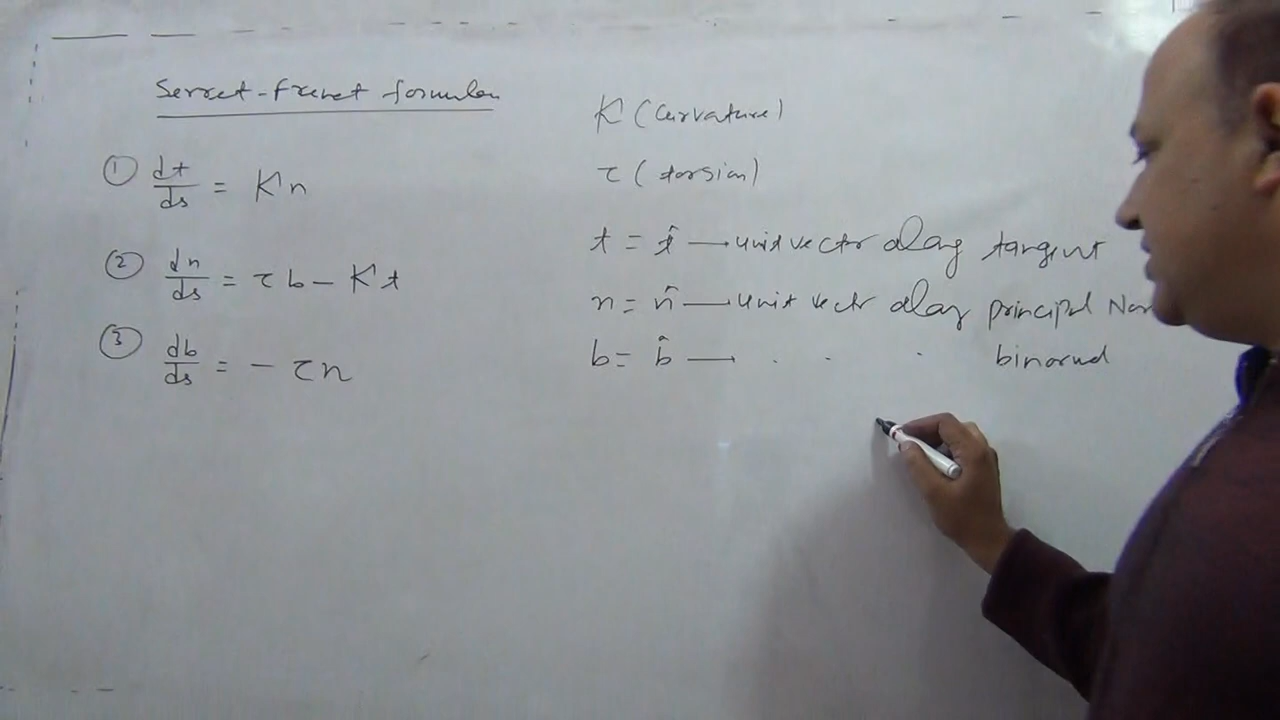 Serret-Frenet formulae
① dt/ds = K n
② dn/ds = τ b − K t
③ db/ds = − τ n
K (Curvature)
τ (torsion)
t = t̂ → unit vector along tangent
n = n̂ → unit vector along principal Nor
b = b̂ → . . . binormal